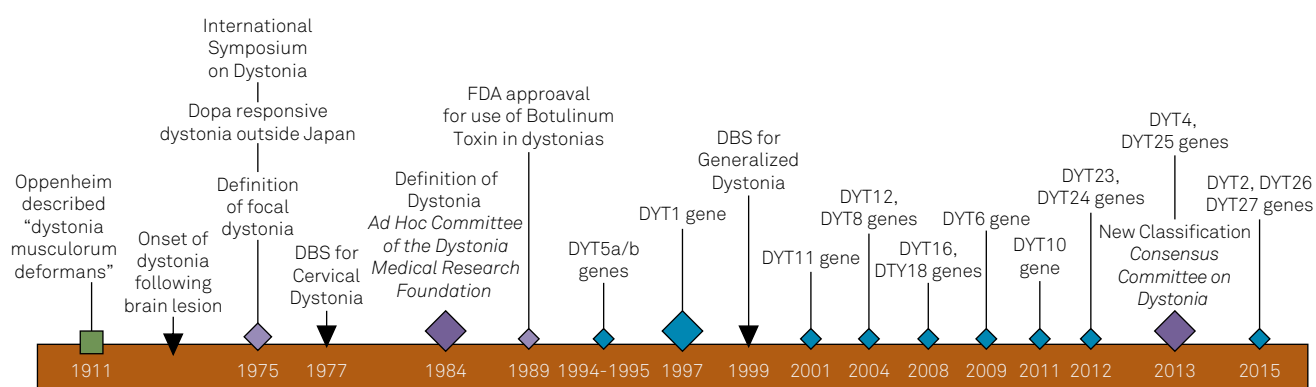 Oppenheim
described
“dystonia
musculorum
deformans”
Onset of
dystonia
following
brain lesion
International
Symposium
on Dystonia
Dopa responsive
dystonia outside Japan
Definition
of focal
dystonia
DBS for
Cervical
Dystonia
Definition of
Dystonia
Ad Hoc Committee
of the Dystonia
Medical Research
Foundation
FDA approaval
for use of Botulinum
Toxin in dystonias
DYT5a/b
genes
DYT1 gene
DBS for
Generalized
Dystonia
DYT11 gene
DYT12,
DYT8 genes
DYT16,
DTY18 genes
DYT6 gene
DYT10
gene
DYT23,
DYT24 genes
DYT4,
DYT25 genes
New Classification
Consensus
Committee on
Dystonia
DYT2, DYT26
DYT27 genes
1911
1975
1977
1984
1989
1994-1995
1997
1999
2001
2004
2008
2009
2011
2012
2013
2015